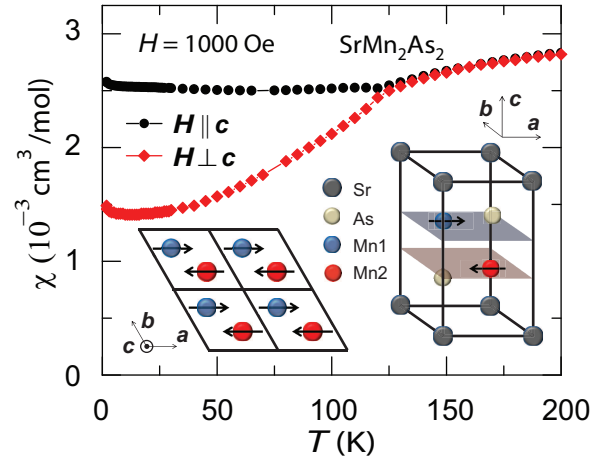 H = 1000 Oe SrMn₂As₂
H ∥ c
H ⊥ c
Sr
As
Mn1
Mn2
c
b
a
b
c
a
3
2
1
0
0 50 100 150 200
χ (10⁻³ cm³/mol)
T (K)